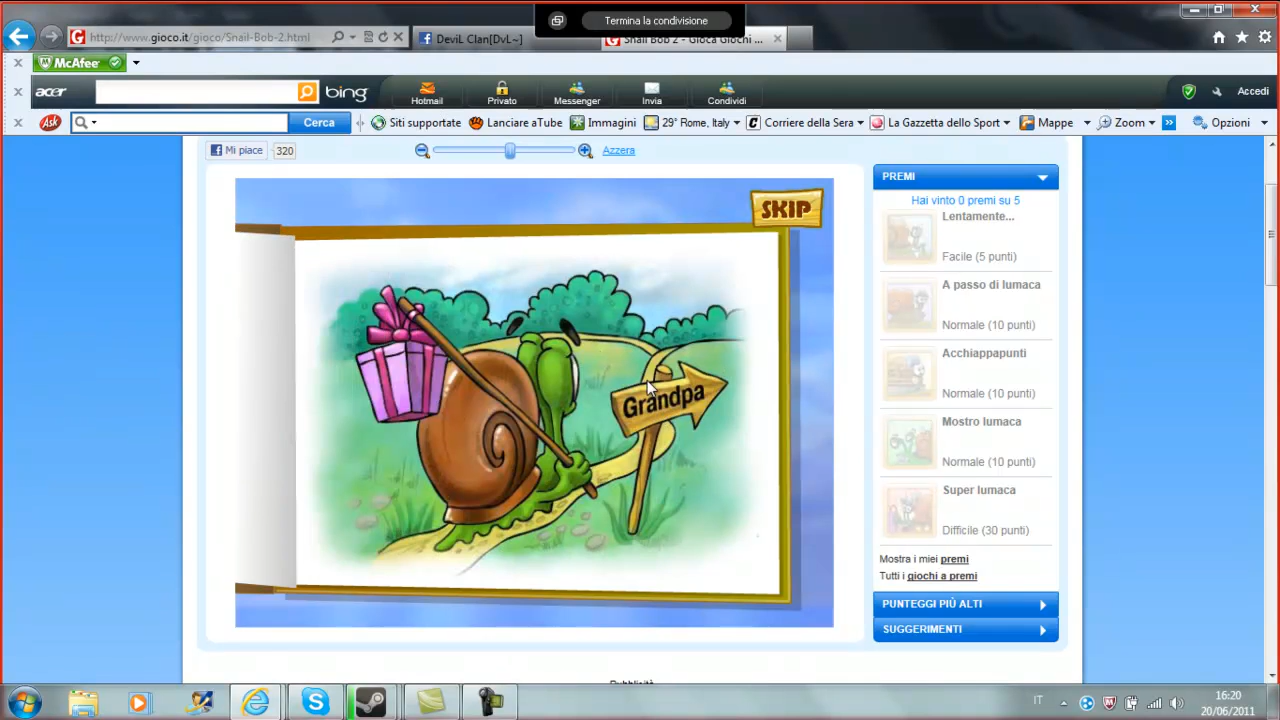 Termina la condivisione
http://www.gioco.it/gioco/Snail-Bob-2.html
DeviL Clan[DvL~]
Snail Bob 2 - Gioca Giochi ...
McAfee
acer
bing
Hotmail
Privato
Messenger
Invia
Condividi
Accedi
Ask
Cerca
Siti supportate
Lanciare aTube
Immagini
29° Rome, Italy
Corriere della Sera
La Gazzetta dello Sport
Mappe
Zoom
»
Opzioni
Mi piace
320
Azzera
SKIP
Grandpa
PREMI
Hai vinto 0 premi su 5
Lentamente...
Facile (5 punti)
A passo di lumaca
Normale (10 punti)
Acchiappapunti
Normale (10 punti)
Mostro lumaca
Normale (10 punti)
Super lumaca
Difficile (30 punti)
Mostra i miei premi
Tutti i giochi a premi
PUNTEGGI PIÙ ALTI
SUGGERIMENTI
Pubblicità
IT
16:20
20/06/2011